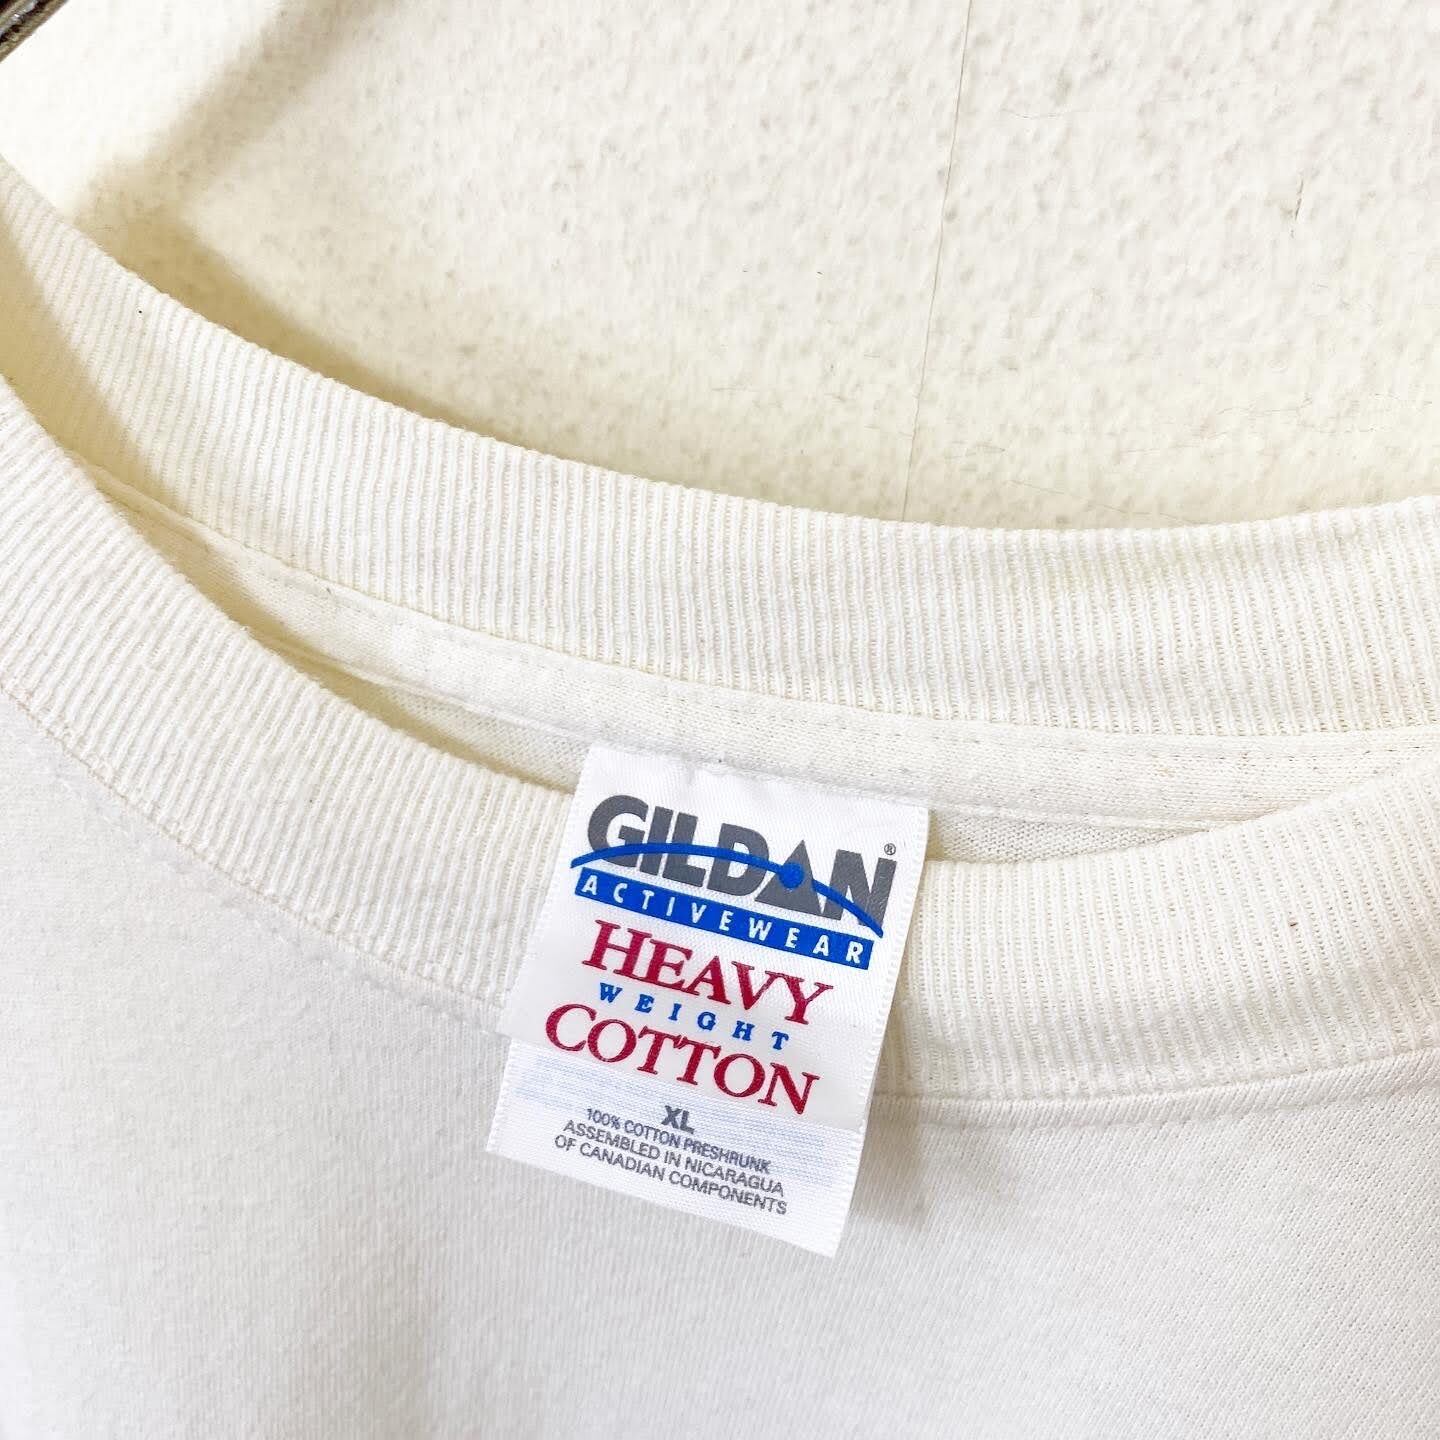 GILDAN®
ACTIVEWEAR
HEAVY
WEIGHT
COTTON
XL
100% COTTON PRESHRUNK
ASSEMBLED IN NICARAGUA
OF CANADIAN COMPONENTS